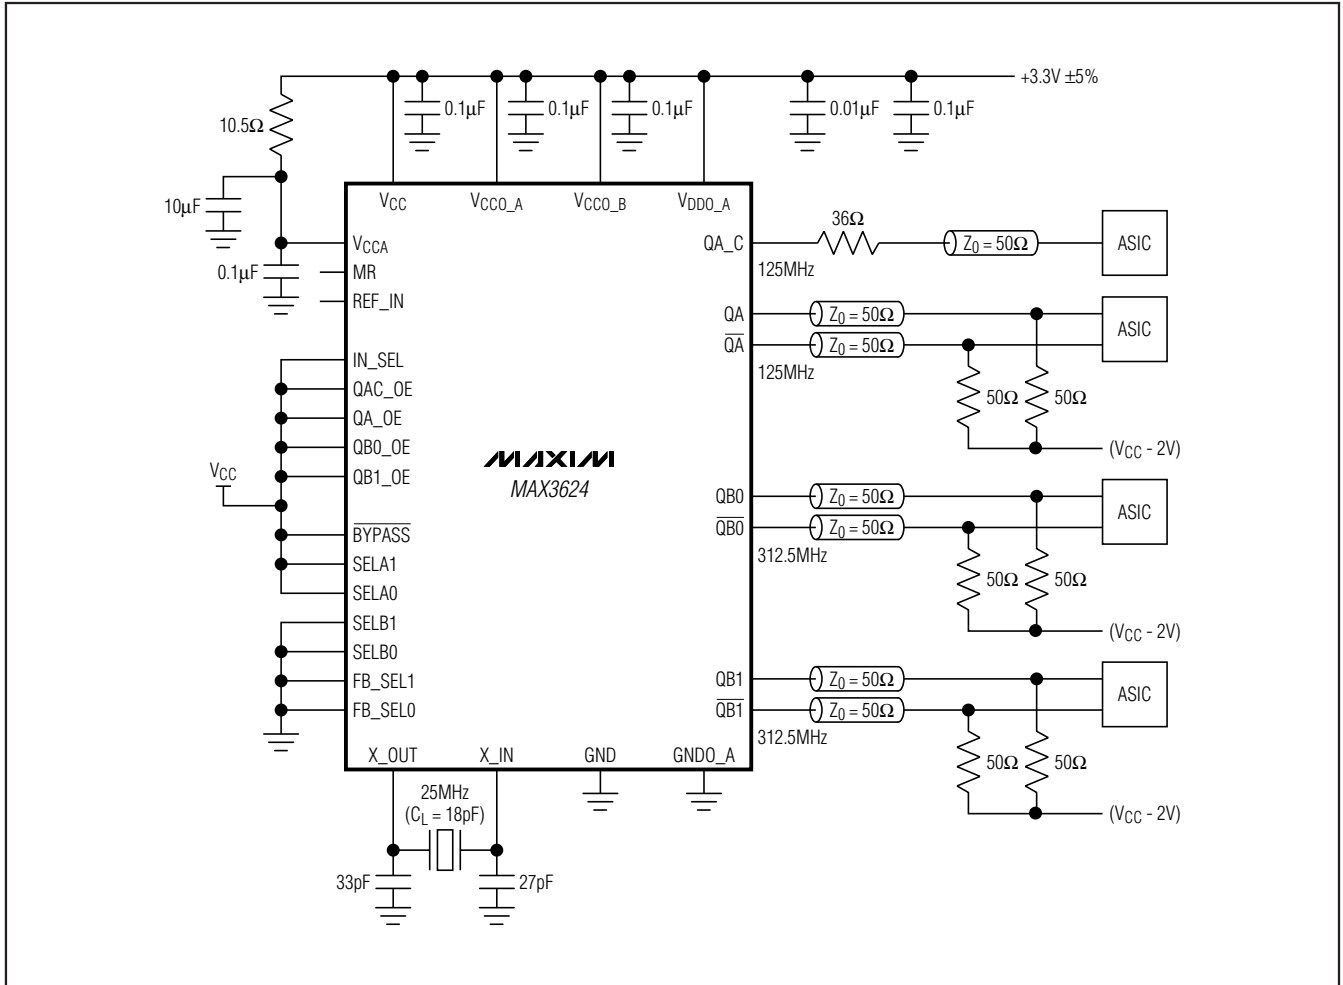 +3.3V ±5%
0.1μF
0.1μF
0.1μF
0.01μF
0.1μF
10.5Ω
10μF
0.1μF
VCC
VCCO_A
VCCO_B
VDDO_A
VCCA
MR
REF_IN
IN_SEL
QAC_OE
QA_OE
QB0_OE
QB1_OE
VCC
BYPASS
SELA1
SELA0
SELB1
SELB0
FB_SEL1
FB_SEL0
MAXIM
MAX3624
X_OUT
X_IN
GND
GNDO_A
25MHz
(CL = 18pF)
33pF
27pF
QA_C
125MHz
36Ω
Z0 = 50Ω
ASIC
QA
Z0 = 50Ω
QA
Z0 = 50Ω
125MHz
ASIC
50Ω
50Ω
(VCC - 2V)
QB0
Z0 = 50Ω
QB0
Z0 = 50Ω
312.5MHz
ASIC
50Ω
50Ω
(VCC - 2V)
QB1
Z0 = 50Ω
QB1
Z0 = 50Ω
312.5MHz
ASIC
50Ω
50Ω
(VCC - 2V)